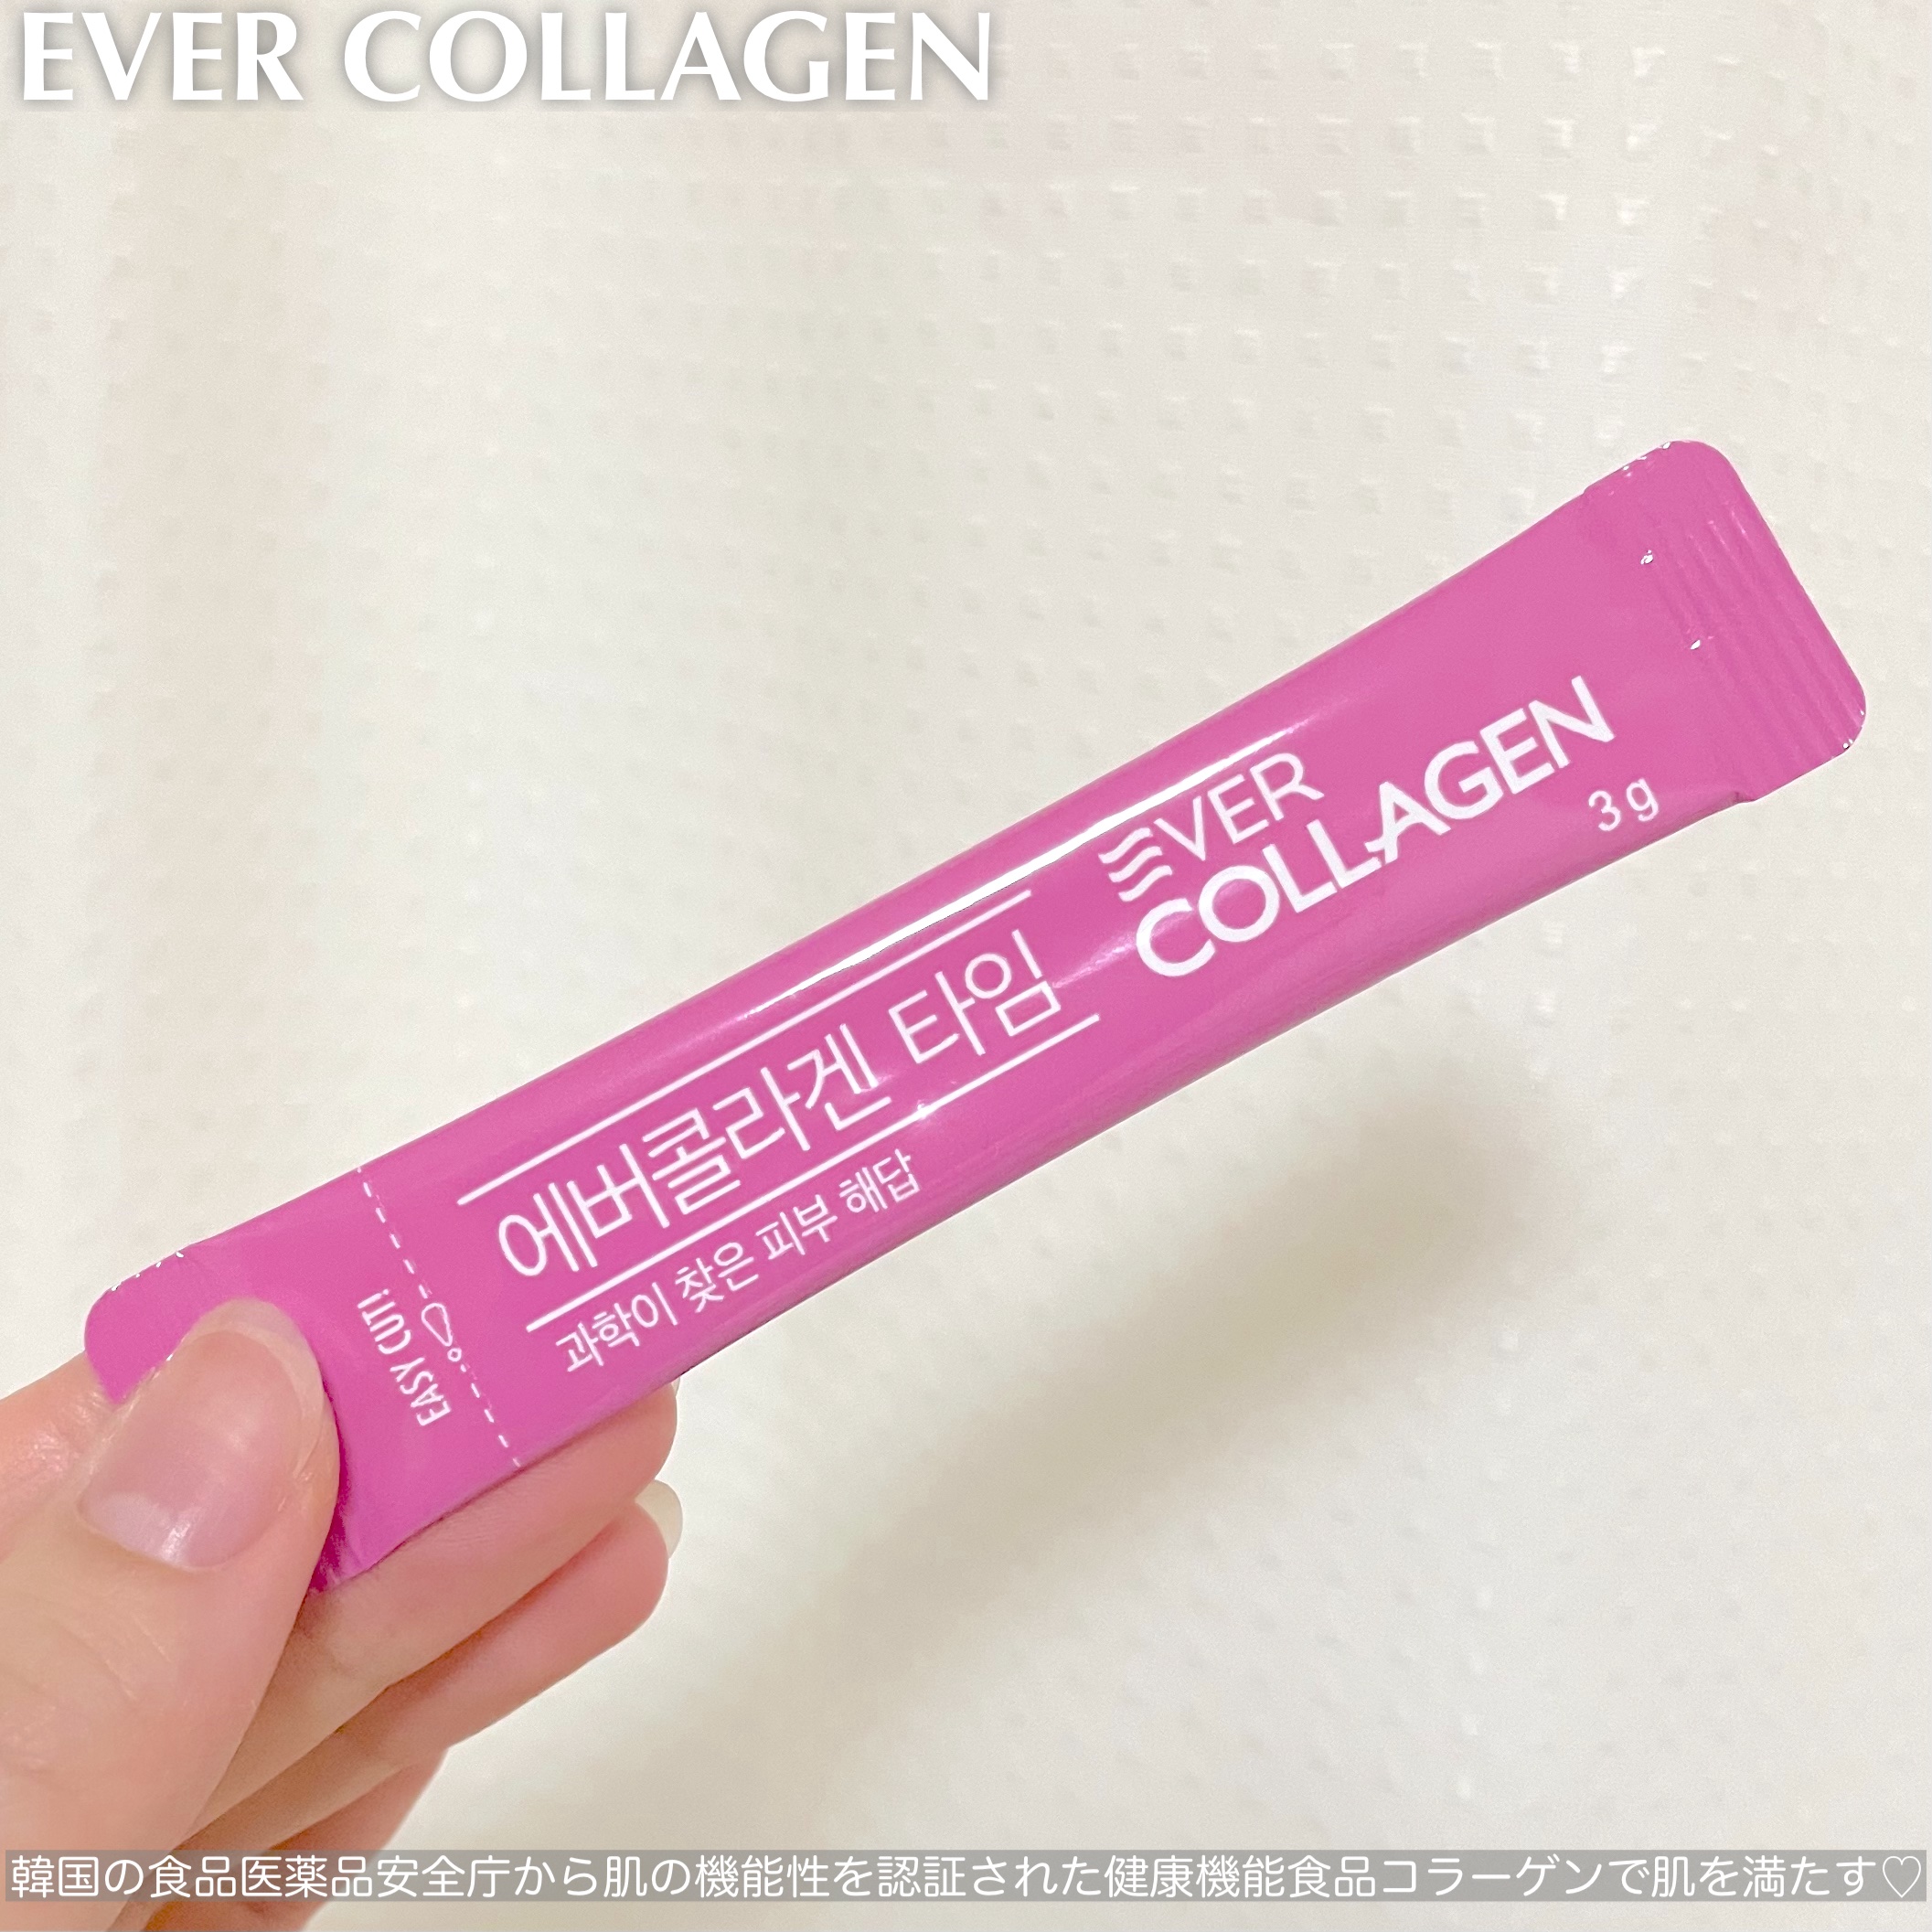 EVER COLLAGEN
EVER
COLLAGEN
3g
에버콜라겐 타임
과학이 찾은 피부 해답
EASY CUT!
韓国の食品医薬品安全庁から肌の機能性を認証された健康機能食品コラーゲンで肌を満たす♡